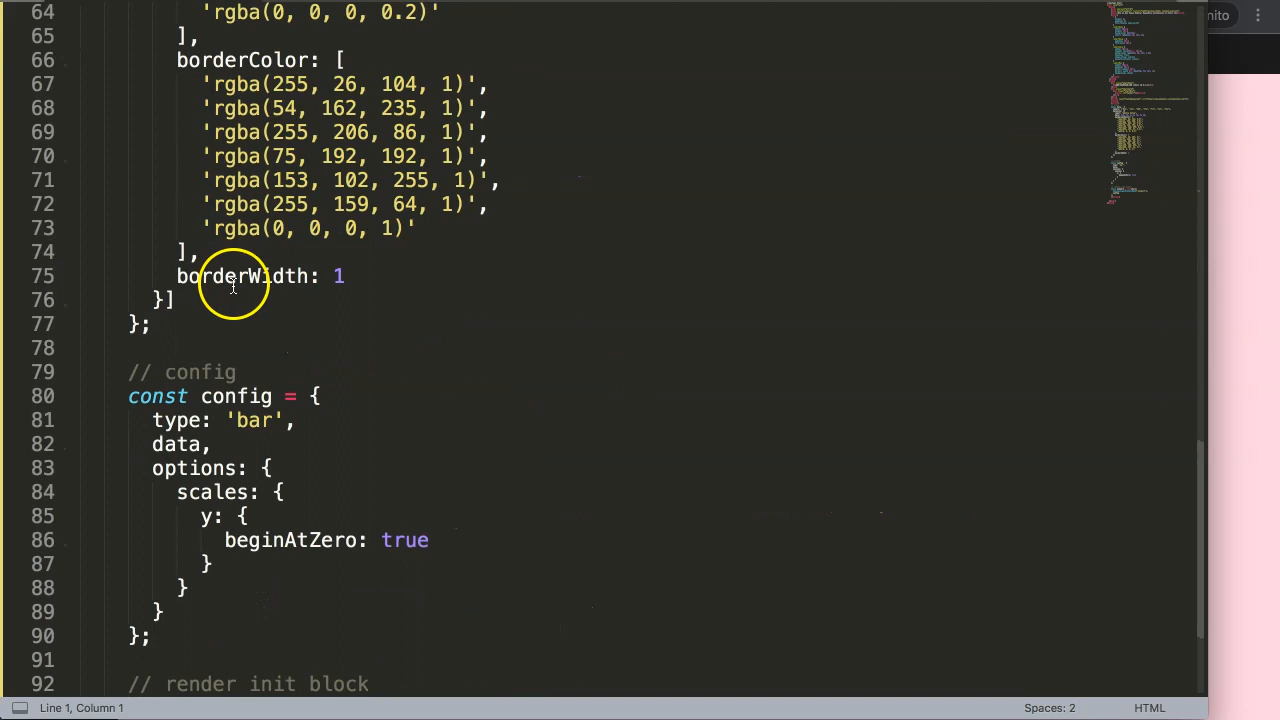 64 'rgba(0, 0, 0, 0.2)'
65 ],
66 borderColor: [
67 'rgba(255, 26, 104, 1)',
68 'rgba(54, 162, 235, 1)',
69 'rgba(255, 206, 86, 1)',
70 'rgba(75, 192, 192, 1)',
71 'rgba(153, 102, 255, 1)',
72 'rgba(255, 159, 64, 1)',
73 'rgba(0, 0, 0, 1)'
74 ],
75 borderWidth: 1
76 }]
77 };
78
79 // config
80 const config = {
81 type: 'bar',
82 data,
83 options: {
84 scales: {
85 y: {
86 beginAtZero: true
87 }
88 }
89 }
90 };
91
92 // render init block
Line 1, Column 1
Spaces: 2
HTML